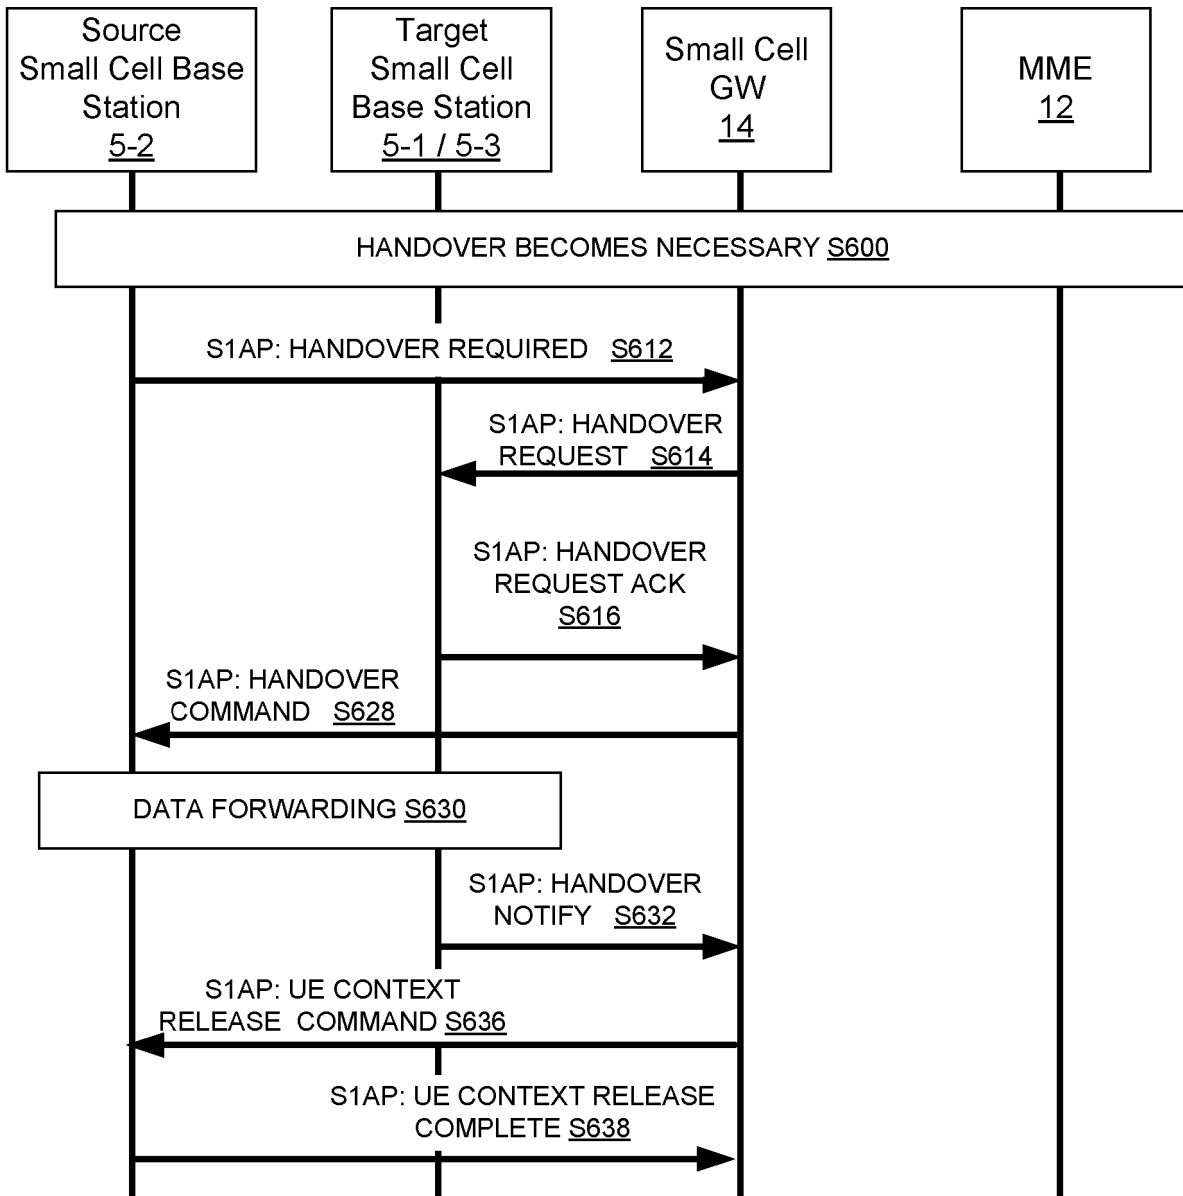 Source
Small Cell Base
Station
5-2
Target
Small Cell
Base Station
5-1 / 5-3
Small Cell
GW
14
MME
12
HANDOVER BECOMES NECESSARY S600
S1AP: HANDOVER REQUIRED S612
S1AP: HANDOVER
REQUEST S614
S1AP: HANDOVER
REQUEST ACK
S616
S1AP: HANDOVER
COMMAND S628
DATA FORWARDING S630
S1AP: HANDOVER
NOTIFY S632
S1AP: UE CONTEXT
RELEASE COMMAND S636
S1AP: UE CONTEXT RELEASE
COMPLETE S638